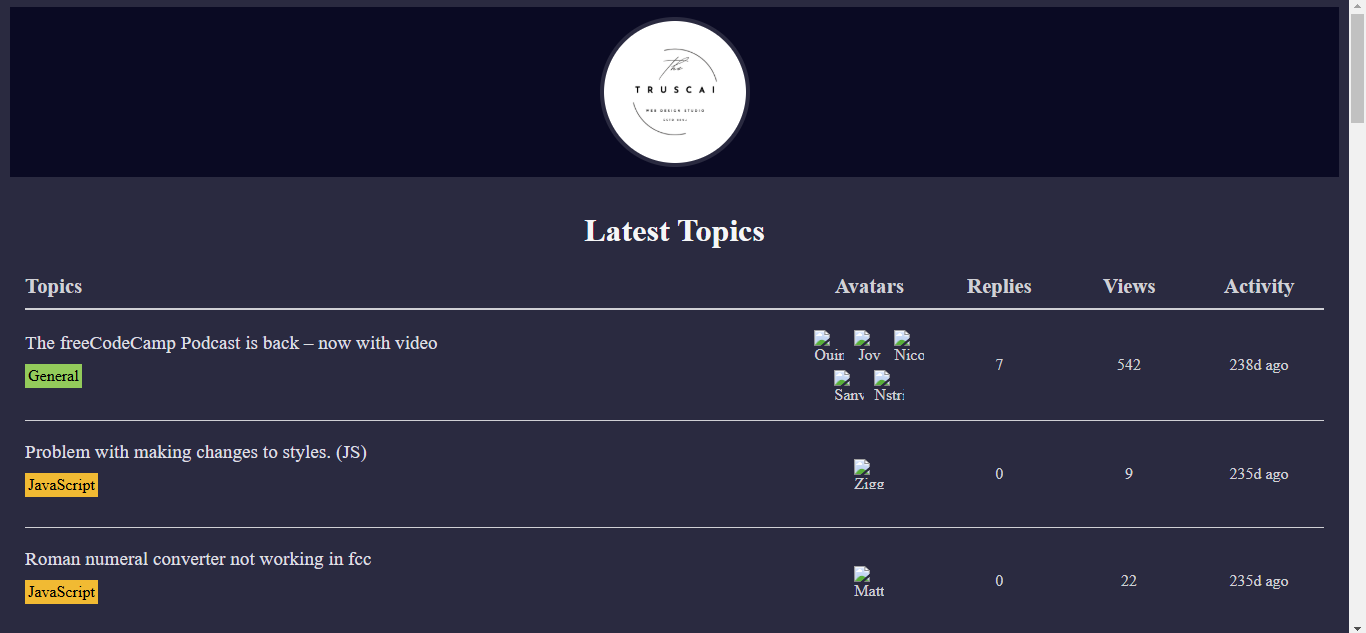 The
TRUSCAI
WEB DESIGN STUDIO
Latest Topics
Topics Avatars Replies Views Activity
The freeCodeCamp Podcast is back – now with video
General
Quin Jov Nico
Sanv Nstri
7 542 238d ago
Problem with making changes to styles. (JS)
JavaScript
Zigg
0 9 235d ago
Roman numeral converter not working in fcc
JavaScript
Matt
0 22 235d ago